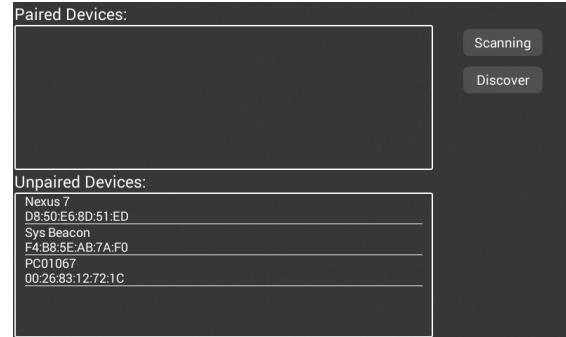 Paired Devices:
Scanning
Discover
Unpaired Devices:
Nexus 7
D8:50:E6:8D:51:ED
Sys Beacon
F4:B8:5E:AB:7A:F0
PC01067
00:26:83:12:72:1C